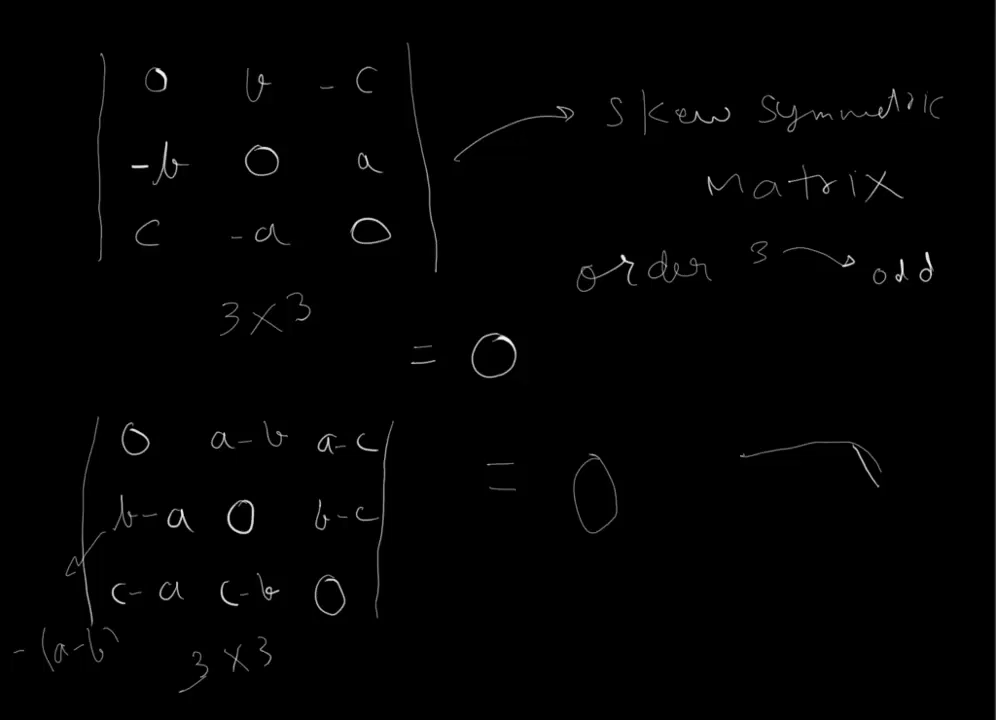 0 b -c
-b 0 a
c -a 0
skew symmetric
Matrix
order 3 odd
3×3
= 0
0 a-b a-c
b-a 0 b-c
c-a c-b 0
= 0
-(a-b)
3×3